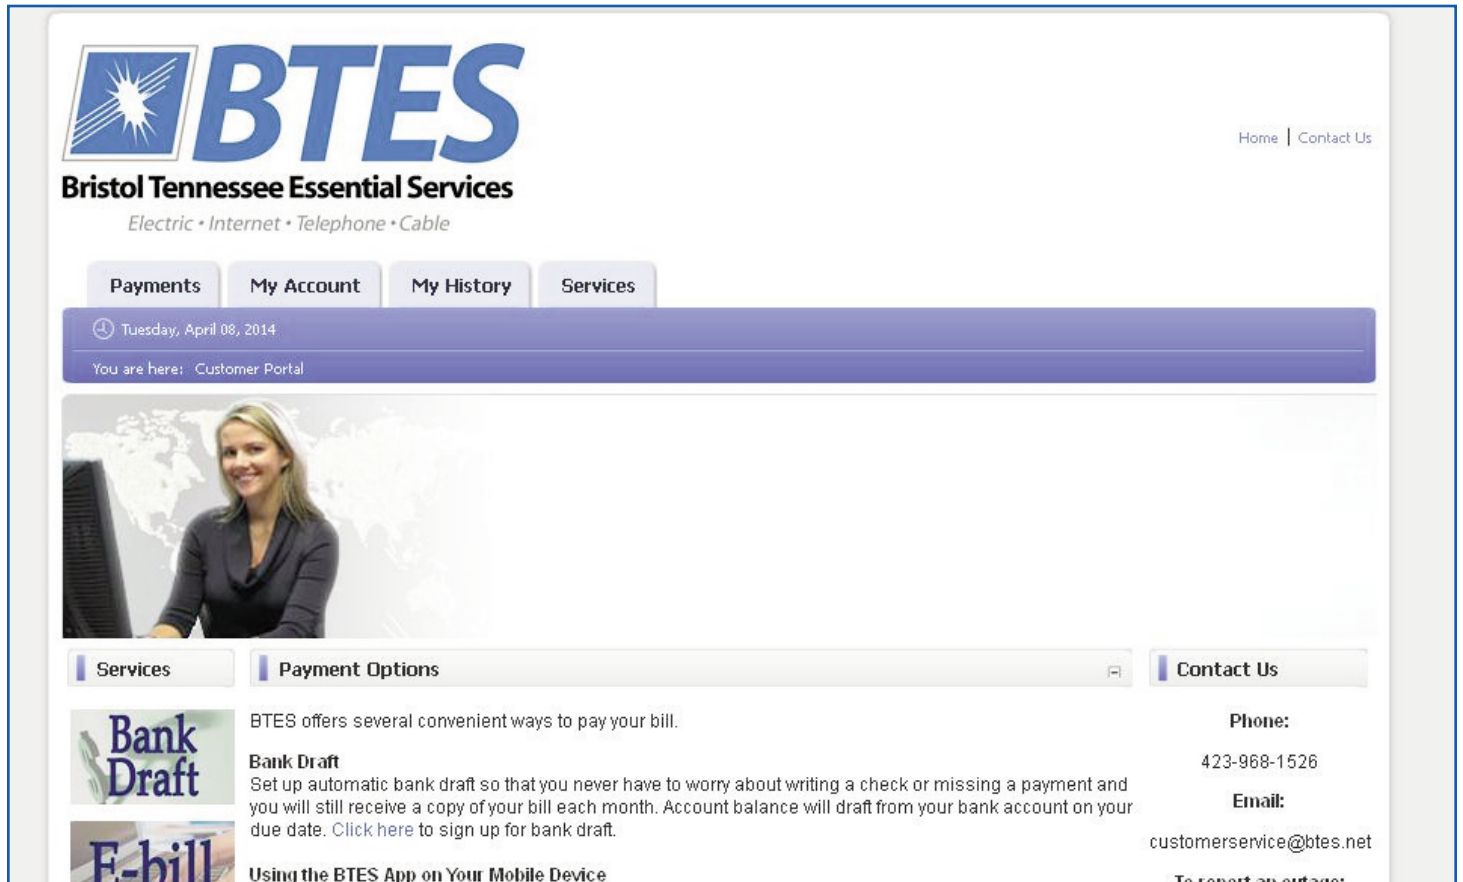 BTES
Bristol Tennessee Essential Services
Electric • Internet • Telephone • Cable
Home | Contact Us
Payments
My Account
My History
Services
Tuesday, April 08, 2014
You are here: Customer Portal
Services
Bank
Draft
E-bill
Payment Options
BTES offers several convenient ways to pay your bill.
Bank Draft
Set up automatic bank draft so that you never have to worry about writing a check or missing a payment and
you will still receive a copy of your bill each month. Account balance will draft from your bank account on your
due date. Click here to sign up for bank draft.
Using the BTES App on Your Mobile Device
Contact Us
Phone:
423-968-1526
Email:
customerservice@btes.net
To report an outage: